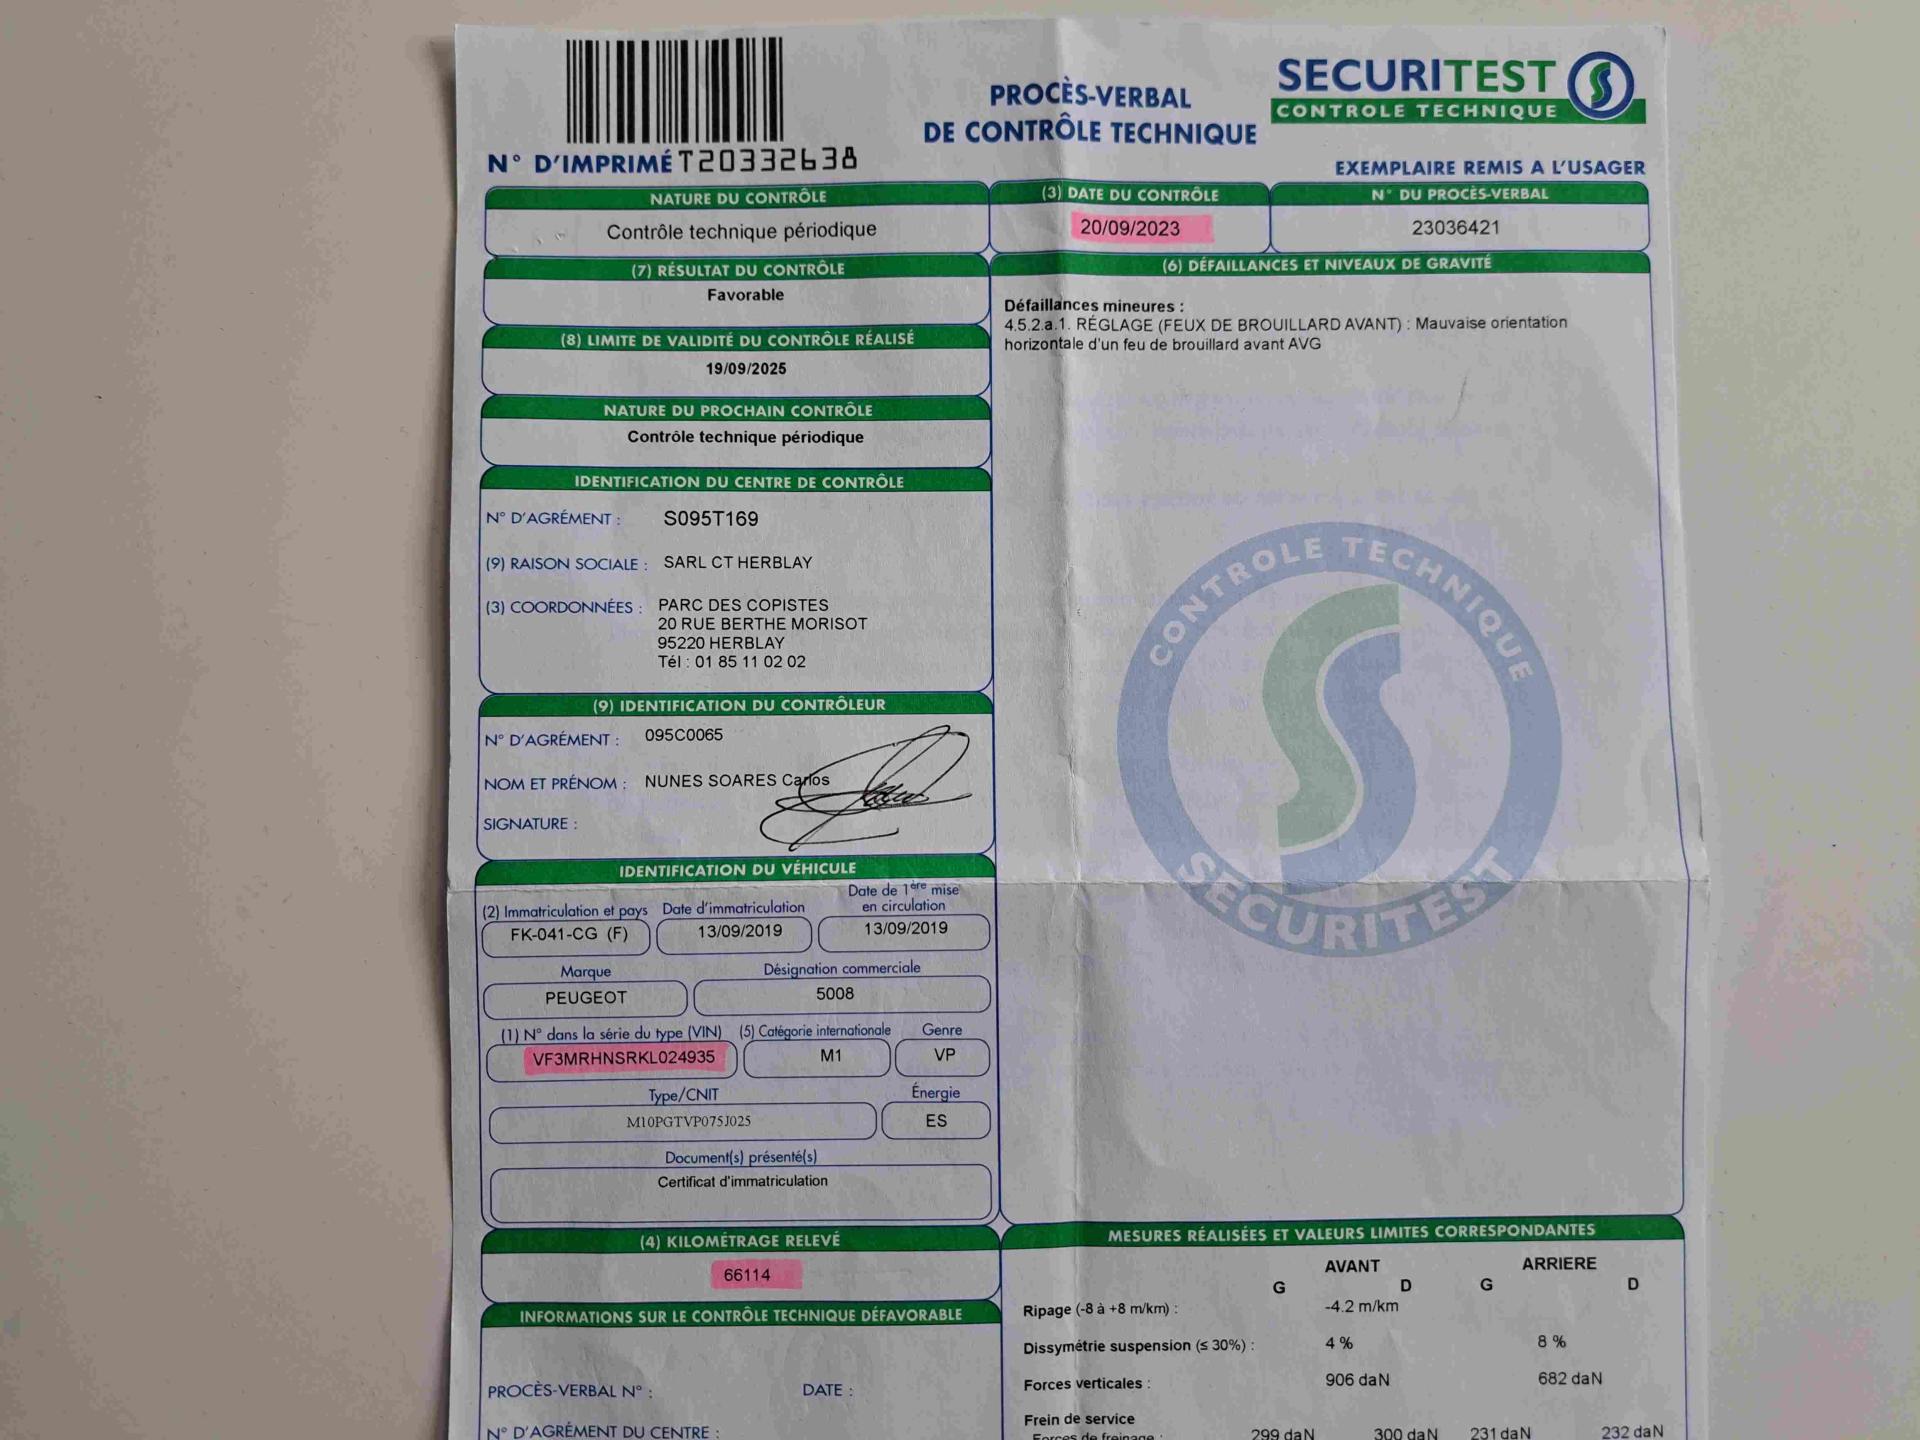 PROCÈS-VERBAL
DE CONTRÔLE TECHNIQUE
SECURITEST
CONTROLE TECHNIQUE
N° D'IMPRIMÉ T20332638
EXEMPLAIRE REMIS A L'USAGER
NATURE DU CONTRÔLE
Contrôle technique périodique
(3) DATE DU CONTRÔLE
20/09/2023
N° DU PROCÈS-VERBAL
23036421
(7) RÉSULTAT DU CONTRÔLE
Favorable
(8) LIMITE DE VALIDITÉ DU CONTRÔLE RÉALISÉ
19/09/2025
NATURE DU PROCHAIN CONTRÔLE
Contrôle technique périodique
IDENTIFICATION DU CENTRE DE CONTRÔLE
N° D'AGRÉMENT : S095T169
(9) RAISON SOCIALE : SARL CT HERBLAY
(3) COORDONNÉES : PARC DES COPISTES
20 RUE BERTHE MORISOT
95220 HERBLAY
Tél : 01 85 11 02 02
(9) IDENTIFICATION DU CONTRÔLEUR
N° D'AGRÉMENT : 095C0065
NOM ET PRÉNOM : NUNES SOARES Carlos
SIGNATURE :
IDENTIFICATION DU VÉHICULE
(2) Immatriculation et pays
FK-041-CG (F)
Date d'immatriculation
13/09/2019
Date de 1ère mise
en circulation
13/09/2019
Marque
PEUGEOT
Désignation commerciale
5008
(1) N° dans la série du type (VIN)
VF3MRHNSRKL024935
(5) Catégorie internationale
M1
Genre
VP
Type/CNIT
M10PGTVP075J025
Énergie
ES
Document(s) présenté(s)
Certificat d'immatriculation
(4) KILOMÉTRAGE RELEVÉ
66114
INFORMATIONS SUR LE CONTRÔLE TECHNIQUE DÉFAVORABLE
PROCÈS-VERBAL N° : DATE :
N° D'AGRÉMENT DU CENTRE :
(6) DÉFAILLANCES ET NIVEAUX DE GRAVITÉ
Défaillances mineures :
4.5.2.a.1. RÉGLAGE (FEUX DE BROUILLARD AVANT) : Mauvaise orientation
horizontale d'un feu de brouillard avant AVG
CONTROLE TECHNIQUE
SECURITEST
MESURES RÉALISÉES ET VALEURS LIMITES CORRESPONDANTES
AVANT ARRIERE
G D G D
Ripage (-8 à +8 m/km) : -4.2 m/km
Dissymétrie suspension (≤ 30%) : 4 % 8 %
Forces verticales : 906 daN 682 daN
Frein de service
Forces de freinage : 299 daN 300 daN 231 daN 232 daN